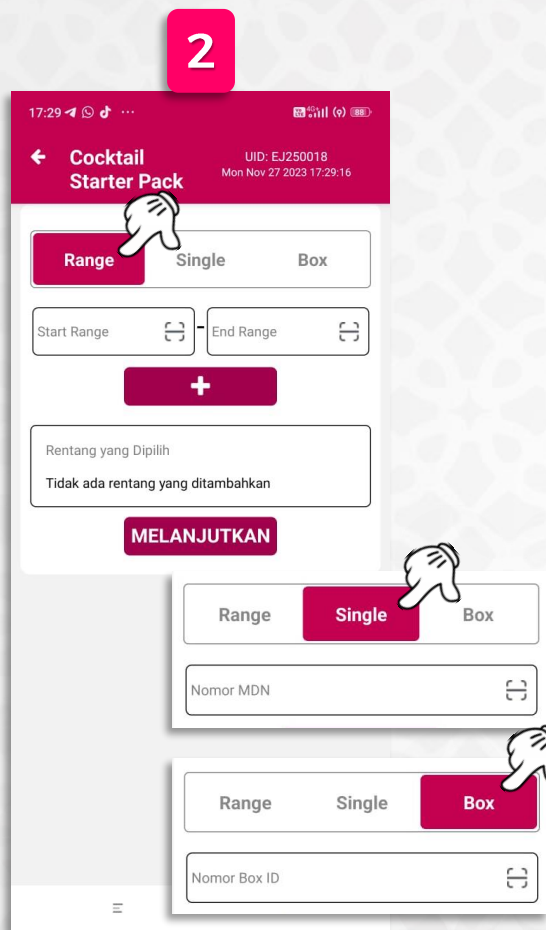 2
17:29
88
Cocktail
Starter Pack
UID: EJ250018
Mon Nov 27 2023 17:29:16
Range Single Box
Start Range - End Range
+
Rentang yang Dipilih
Tidak ada rentang yang ditambahkan
MELANJUTKAN
Range Single Box
Nomor MDN
Range Single Box
Nomor Box ID